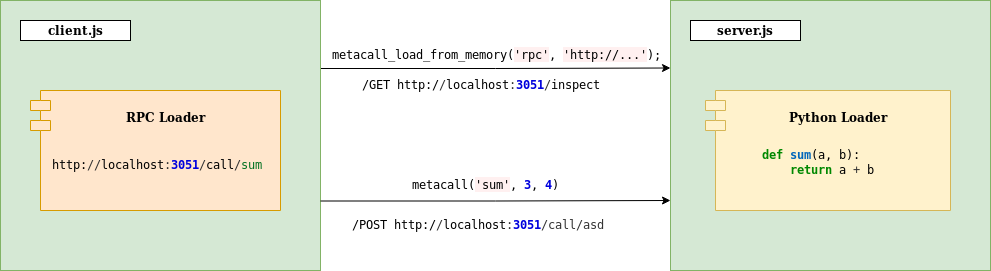 client.js
RPC Loader
http://localhost:3051/call/sum
metacall_load_from_memory('rpc', 'http://...');
/GET http://localhost:3051/inspect
metacall('sum', 3, 4)
/POST http://localhost:3051/call/asd
server.js
Python Loader
def sum(a, b):
    return a + b